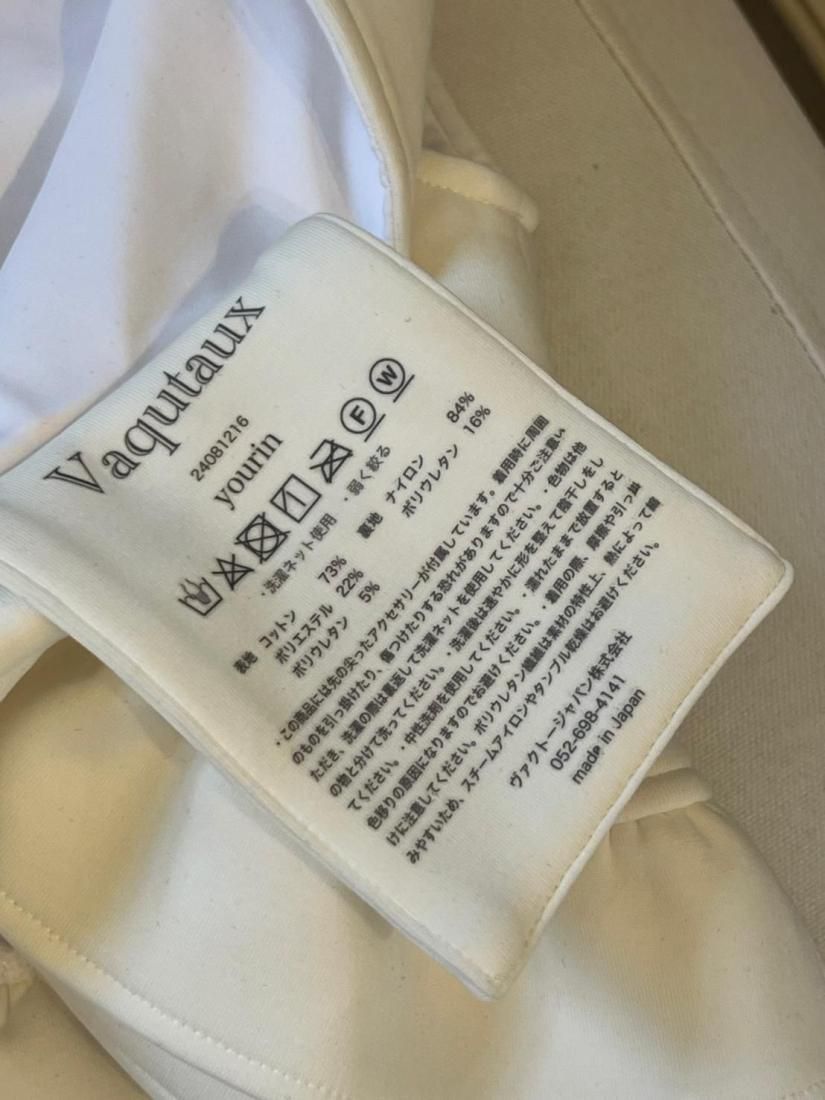 Vaqutaux
24081216
yourin
F W
・洗濯ネット使用 ・弱く絞る
表地 コットン 73%
ポリエステル 22%
ポリウレタン 5%
裏地 ナイロン 84%
ポリウレタン 16%
・この商品には先の尖ったアクセサリーが付属しています。着用時に周囲
のものを引っ掛けたり、傷つけたりする恐れがありますので十分ご注意い
ただき、洗濯の際は裏返して洗濯ネットを使用してください。・色物は他
の物と分けて洗ってください。・洗濯後は速やかに形を整えて陰干しをし
てください。・中性洗剤を使用してください。・濡れたままで放置すると
色移りの原因になりますのでお避けください。・着用の際、摩擦や引っ掛
けに注意してください。ポリウレタン繊維は素材の特性上、熱によって縮
みやすいため、スチームアイロンやタンブル乾燥はお避けください。
ヴァクトージャパン株式会社
052-698-4141
made in Japan